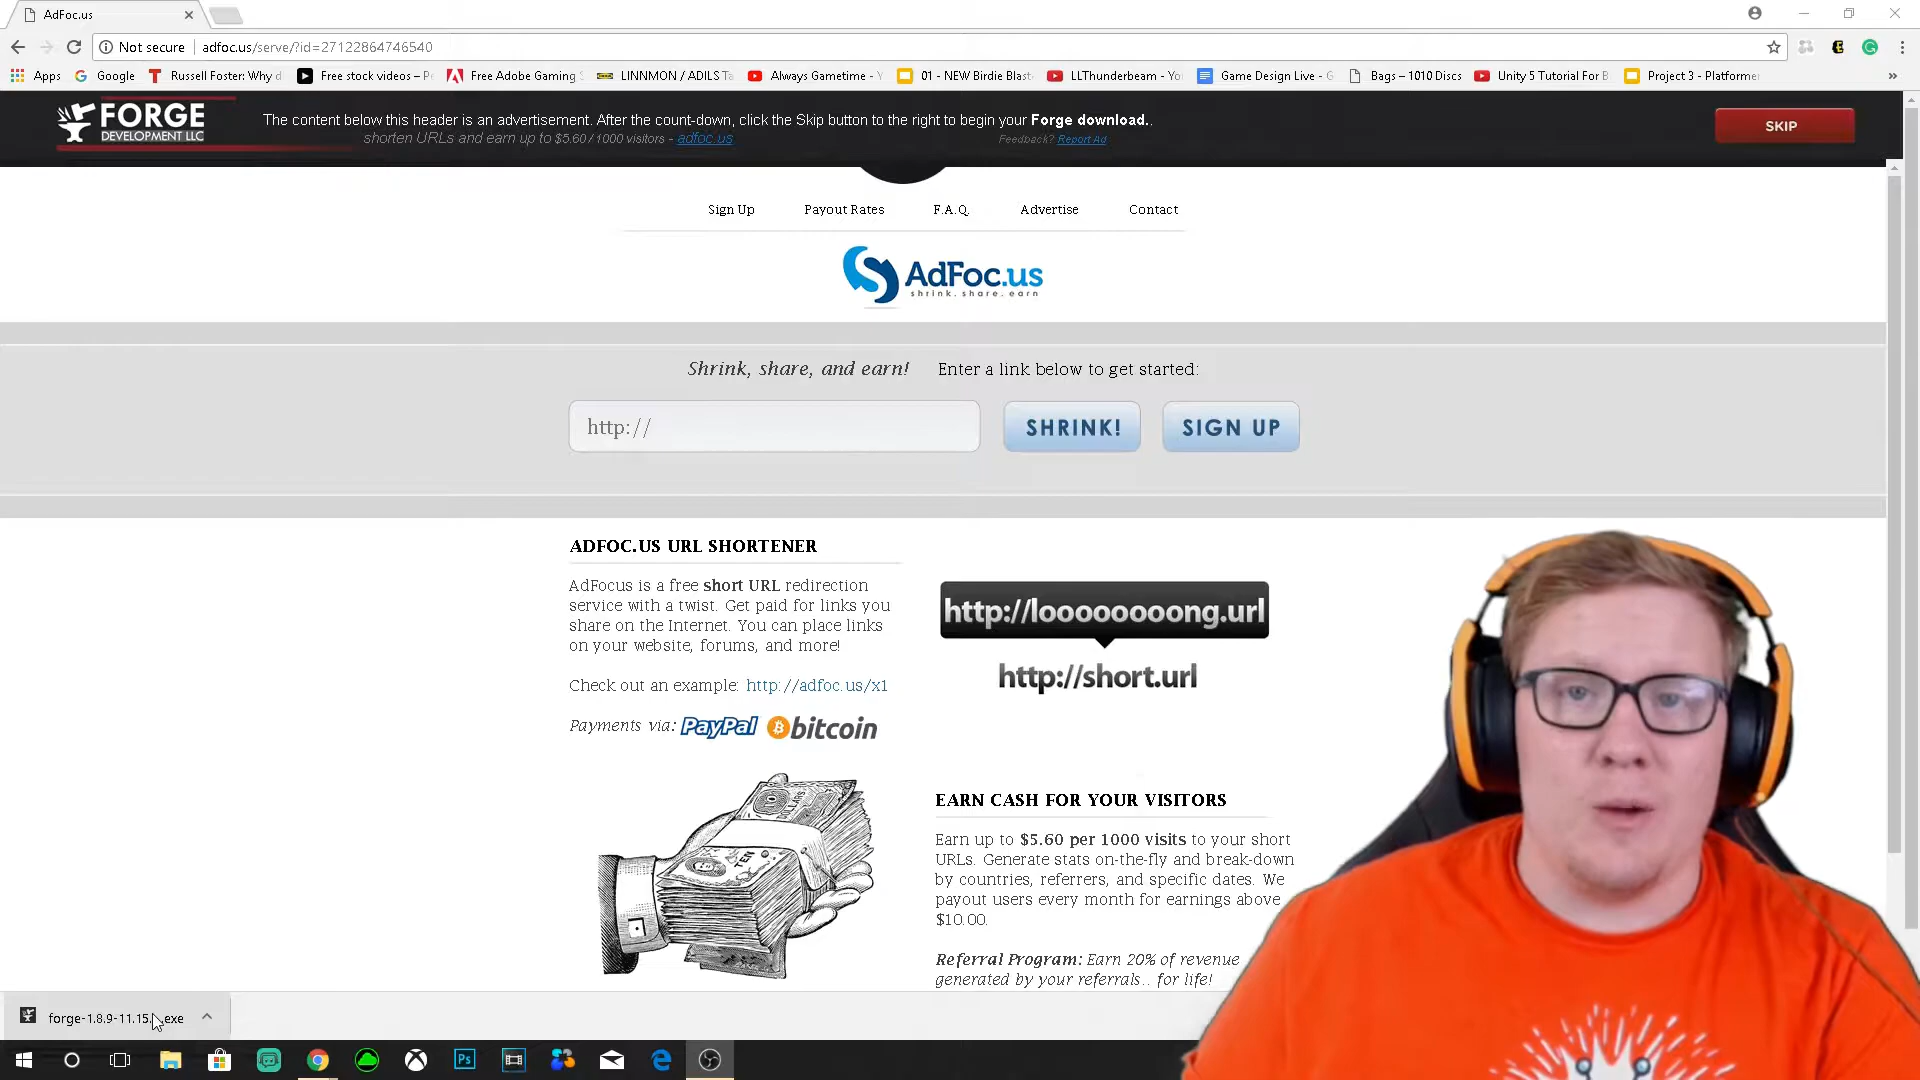 AdFoc.us
Not secure adfoc.us/serve/?id=27122864746540
Apps Google Russell Foster: Why d Free stock videos – P Free Adobe Gaming LINNMON / ADILS Ta Always Gametime - Y 01 - NEW Birdie Blast LLThunderbeam - Yo Game Design Live - G Bags – 1010 Discs Unity 5 Tutorial For B Project 3 - Platformer »
FORGE
DEVELOPMENT LLC
The content below this header is an advertisement. After the count-down, click the Skip button to the right to begin your Forge download..
shorten URLs and earn up to $5.60 / 1000 visitors - adfoc.us
Feedback? Report Ad
SKIP
Sign Up Payout Rates F.A.Q. Advertise Contact
AdFoc.us
shrink. share. earn
Shrink, share, and earn! Enter a link below to get started:
http://
SHRINK!
SIGN UP
ADFOC.US URL SHORTENER
AdFocus is a free short URL redirection
service with a twist. Get paid for links you
share on the Internet. You can place links
on your website, forums, and more!
Check out an example: http://adfoc.us/x1
Payments via: PayPal bitcoin
http://looooooong.url
http://short.url
EARN CASH FOR YOUR VISITORS
Earn up to $5.60 per 1000 visits to your short
URLs. Generate stats on-the-fly and break-down
by countries, referrers, and specific dates. We
payout users every month for earnings above
$10.00.
Referral Program: Earn 20% of revenue
generated by your referrals.. for life!
TEN
forge-1.8.9-11.15.....exe
Ps